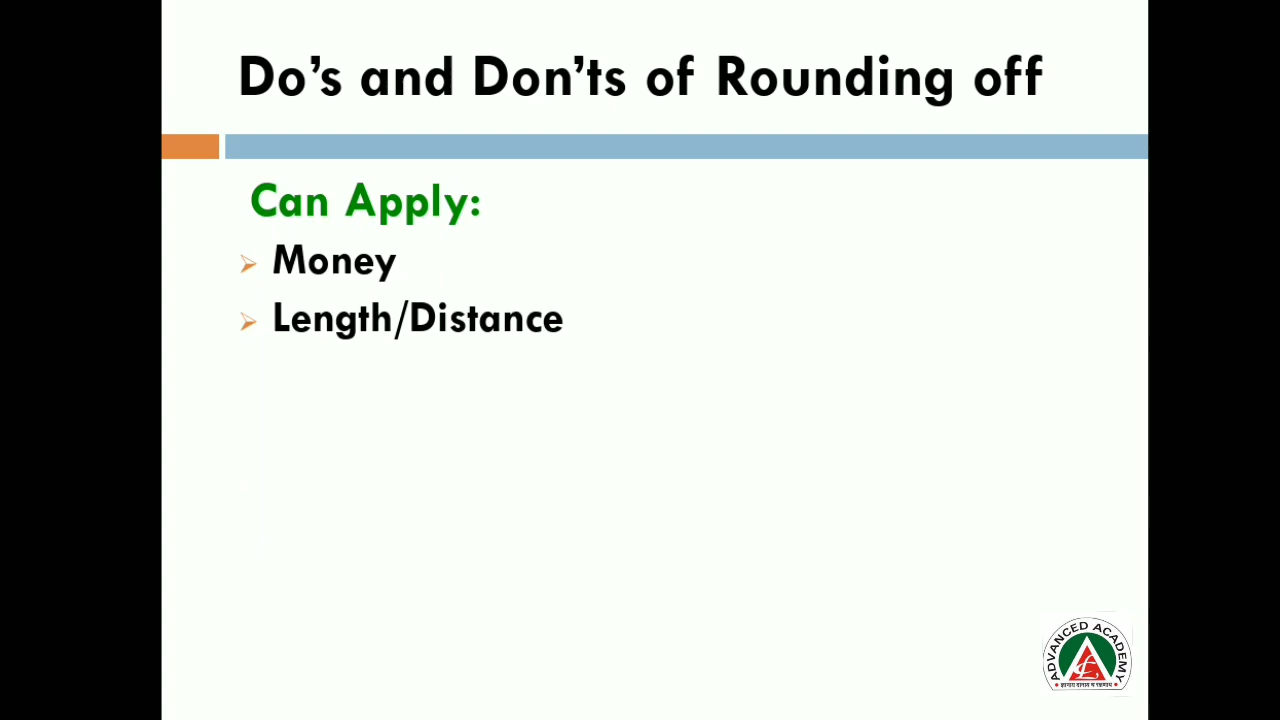 Do’s and Don’ts of Rounding off
Can Apply:
Money
Length/Distance
ADVANCED ACADEMY